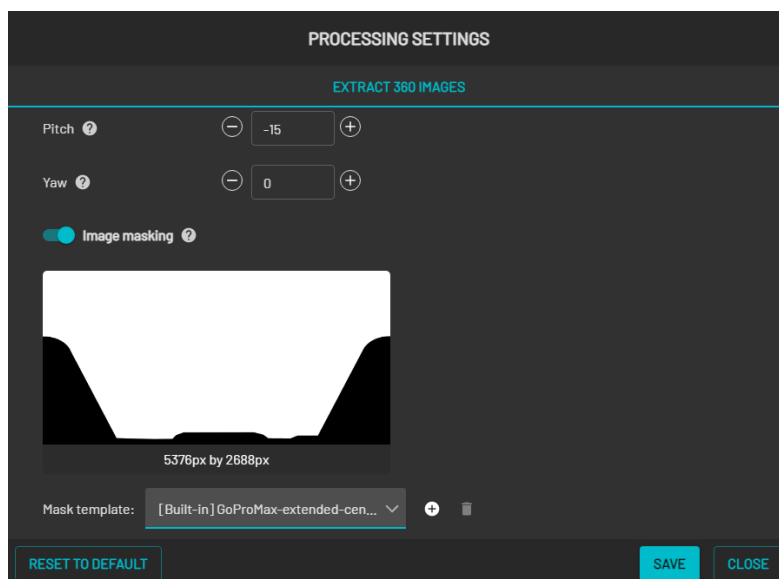 PROCESSING SETTINGS
EXTRACT 360 IMAGES
Pitch ? -15
Yaw ? 0
Image masking ?
5376px by 2688px
Mask template: [Built-in] GoProMax-extended-cen...
RESET TO DEFAULT SAVE CLOSE